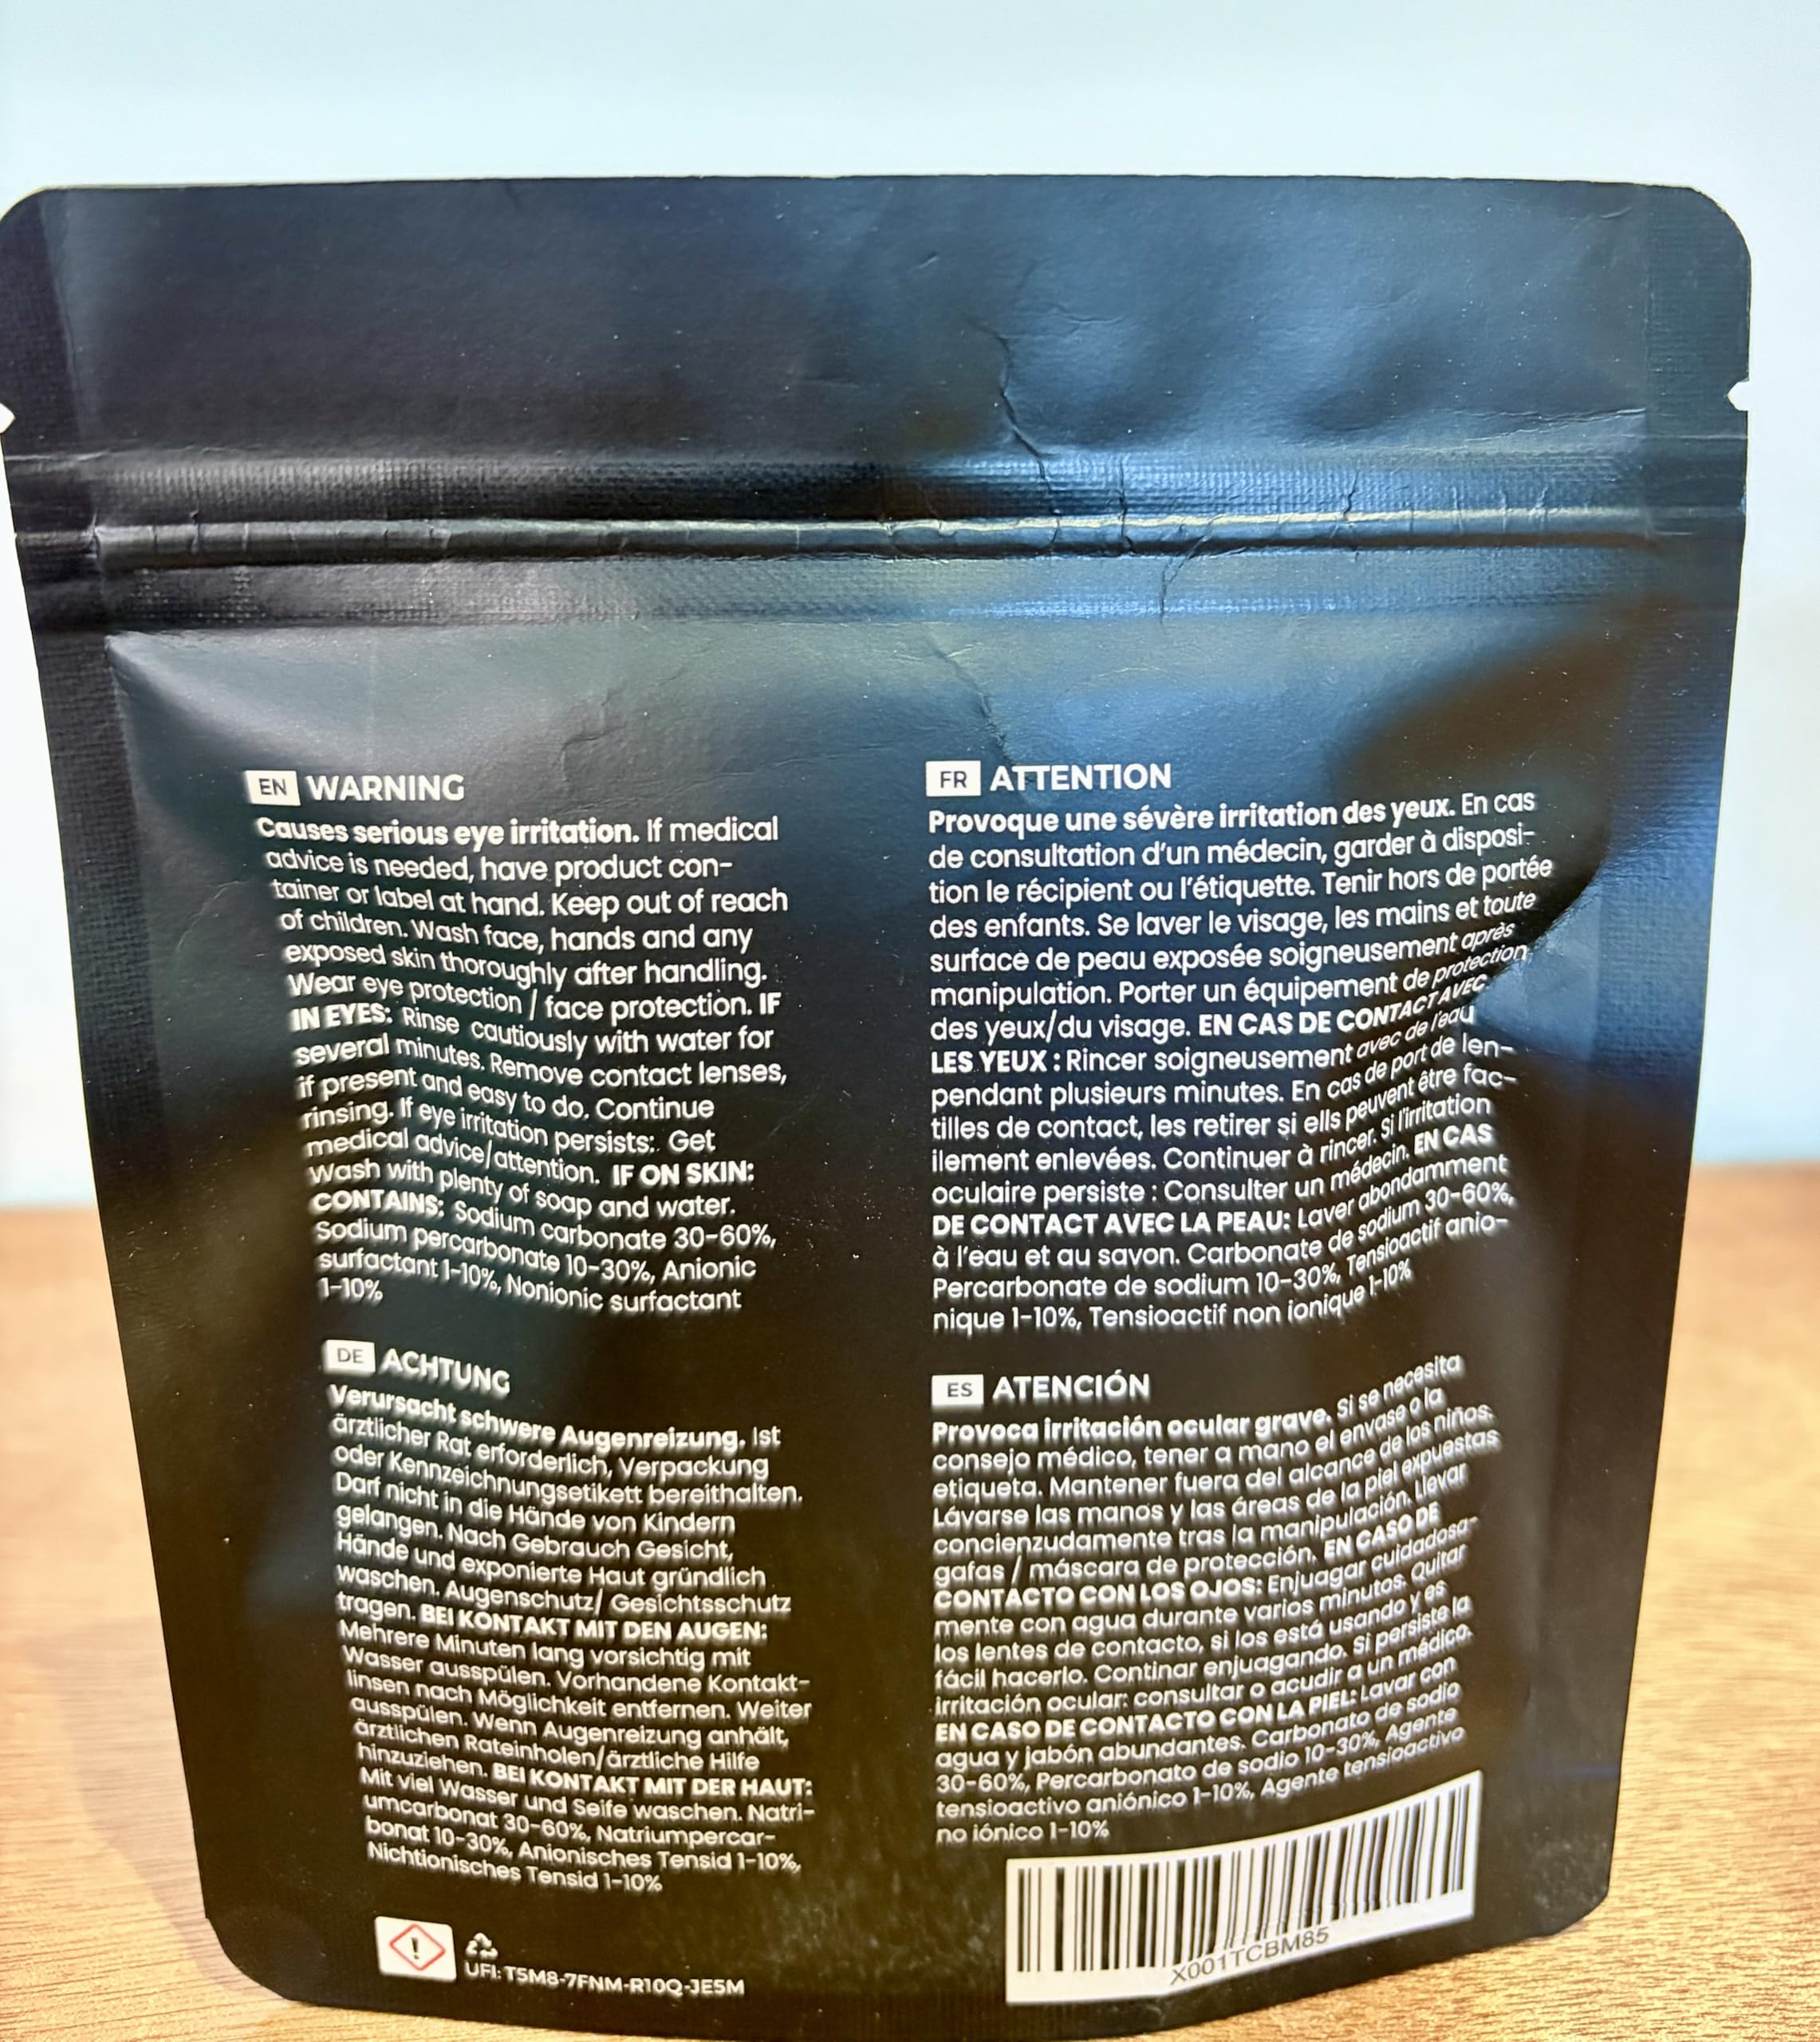 EN WARNING
Causes serious eye irritation. If medical
advice is needed, have product con-
tainer or label at hand. Keep out of reach
of children. Wash face, hands and any
exposed skin thoroughly after handling.
Wear eye protection / face protection. IF
IN EYES: Rinse cautiously with water for
several minutes. Remove contact lenses,
if present and easy to do. Continue
rinsing. If eye irritation persists: Get
medical advice/attention. IF ON SKIN:
Wash with plenty of soap and water.
CONTAINS: Sodium carbonate 30-60%,
Sodium percarbonate 10-30%, Anionic
surfactant 1-10%, Nonionic surfactant
1-10%
DE ACHTUNG
Verursacht schwere Augenreizung. Ist
ärztlicher Rat erforderlich, Verpackung
oder Kennzeichnungsetikett bereithalten.
Darf nicht in die Hände von Kindern
gelangen. Nach Gebrauch Gesicht,
Hände und exponierte Haut gründlich
waschen. Augenschutz/ Gesichtsschutz
tragen. BEI KONTAKT MIT DEN AUGEN:
Mehrere Minuten lang vorsichtig mit
Wasser ausspülen. Vorhandene Kontakt-
linsen nach Möglichkeit entfernen. Weiter
ausspülen. Wenn Augenreizung anhält,
ärztlichen Rateinholen/ärztliche Hilfe
hinzuziehen. BEI KONTAKT MIT DER HAUT:
Mit viel Wasser und Seife waschen. Natri-
umcarbonat 30-60%, Natriumpercar-
bonat 10-30%, Anionisches Tensid 1-10%,
Nichtionisches Tensid 1-10%
UFI: T5M8-7FNM-R10Q-JE5M
FR ATTENTION
Provoque une sévère irritation des yeux. En cas
de consultation d'un médecin, garder à disposi-
tion le récipient ou l'étiquette. Tenir hors de portée
des enfants. Se laver le visage, les mains et toute
surface de peau exposée soigneusement après
manipulation. Porter un équipement de protection
des yeux/du visage. EN CAS DE CONTACT AVEC
LES YEUX : Rincer soigneusement avec de l'eau
pendant plusieurs minutes. En cas de port de len-
tilles de contact, les retirer si ells peuvent être fac-
ilement enlevées. Continuer à rincer. Si l'irritation
oculaire persiste : Consulter un médecin. EN CAS
DE CONTACT AVEC LA PEAU: Laver abondamment
à l'eau et au savon. Carbonate de sodium 30-60%,
Percarbonate de sodium 10-30%, Tensioactif anio-
nique 1-10%, Tensioactif non ionique 1-10%
ES ATENCIÓN
Provoca irritación ocular grave. Si se necesita
consejo médico, tener a mano el envase o la
etiqueta. Mantener fuera del alcance de los niños.
Lávarse las manos y las áreas de la piel expuestas
concienzudamente tras la manipulación. Llevar
gafas / máscara de protección. EN CASO DE
CONTACTO CON LOS OJOS: Enjuagar cuidadosa-
mente con agua durante varios minutos. Quitar
los lentes de contacto, si los está usando y es
fácil hacerlo. Continar enjuagando. Si persiste la
irritación ocular: consultar o acudir a un médico.
EN CASO DE CONTACTO CON LA PIEL: Lavar con
agua y jabón abundantes. Carbonato de sodio
30-60%, Percarbonato de sodio 10-30%, Agente
tensioactivo aniónico 1-10%, Agente tensioactivo
no iónico 1-10%
X001TCBM85